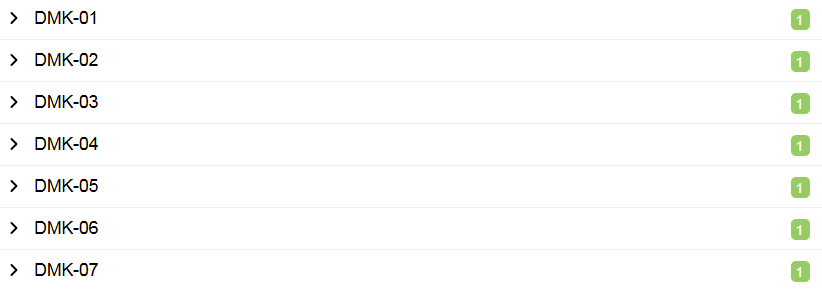 DMK-01 1
DMK-02 1
DMK-03 1
DMK-04 1
DMK-05 1
DMK-06 1
DMK-07 1